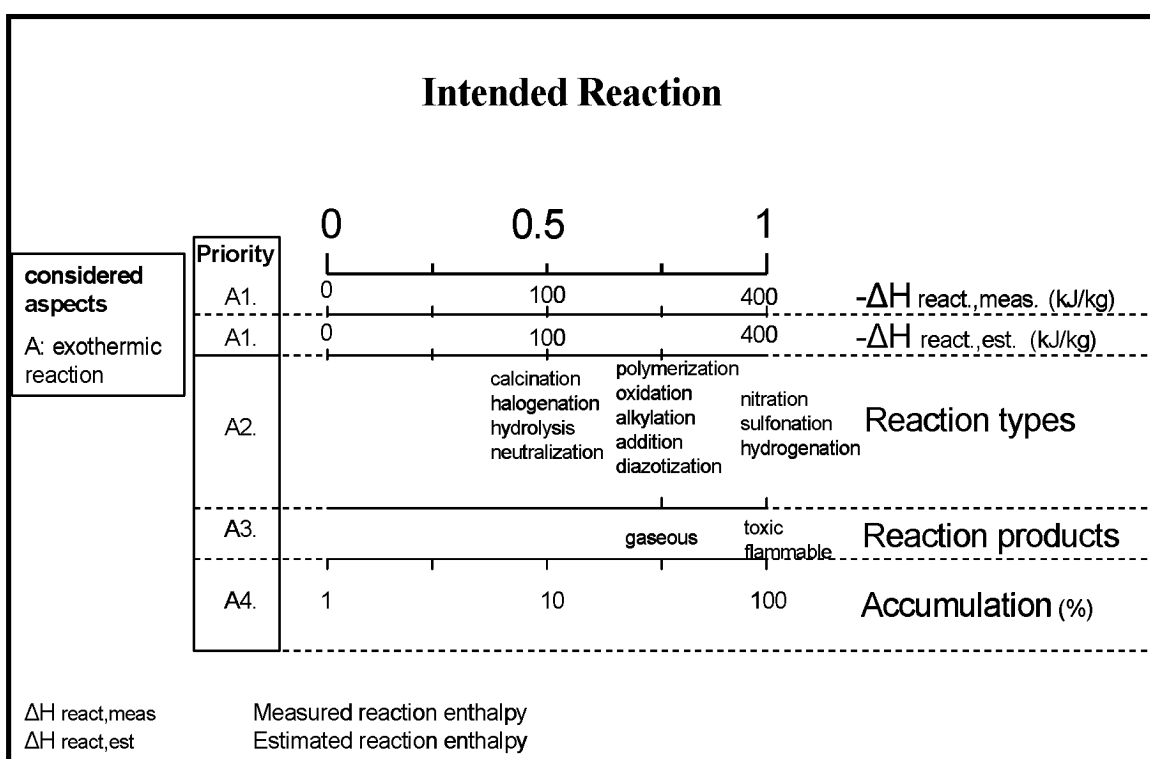 Intended Reaction
0 0.5 1
Priority
considered
aspects
A: exothermic
reaction
A1. 0 100 400 -ΔH react.,meas. (kJ/kg)
A1. 0 100 400 -ΔH react.,est. (kJ/kg)
A2.
calcination
halogenation
hydrolysis
neutralization
polymerization
oxidation
alkylation
addition
diazotization
nitration
sulfonation
hydrogenation
Reaction types
A3.
gaseous
toxic
flammable
Reaction products
A4. 1 10 100 Accumulation (%)
ΔH react,meas Measured reaction enthalpy
ΔH react,est Estimated reaction enthalpy